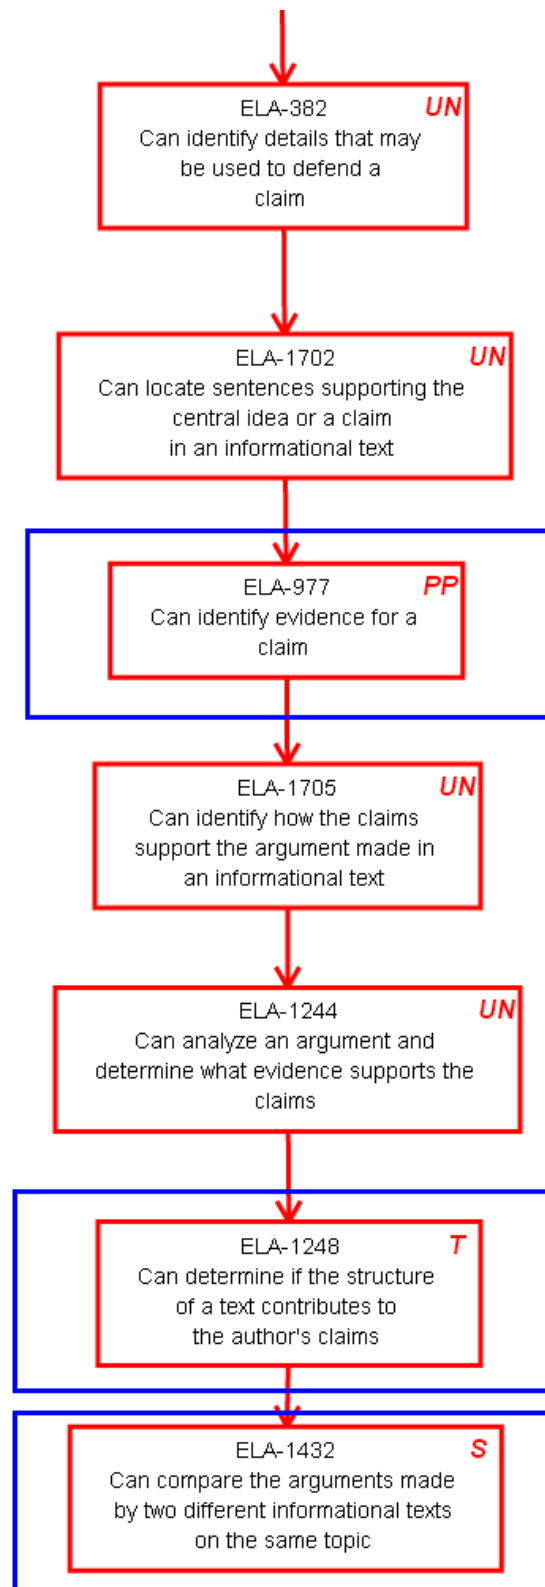 ELA-382 UN
Can identify details that may
be used to defend a
claim
ELA-1702 UN
Can locate sentences supporting the
central idea or a claim
in an informational text
ELA-977 PP
Can identify evidence for a
claim
ELA-1705 UN
Can identify how the claims
support the argument made in
an informational text
ELA-1244 UN
Can analyze an argument and
determine what evidence supports the
claims
ELA-1248 T
Can determine if the structure
of a text contributes to
the author's claims
ELA-1432 S
Can compare the arguments made
by two different informational texts
on the same topic